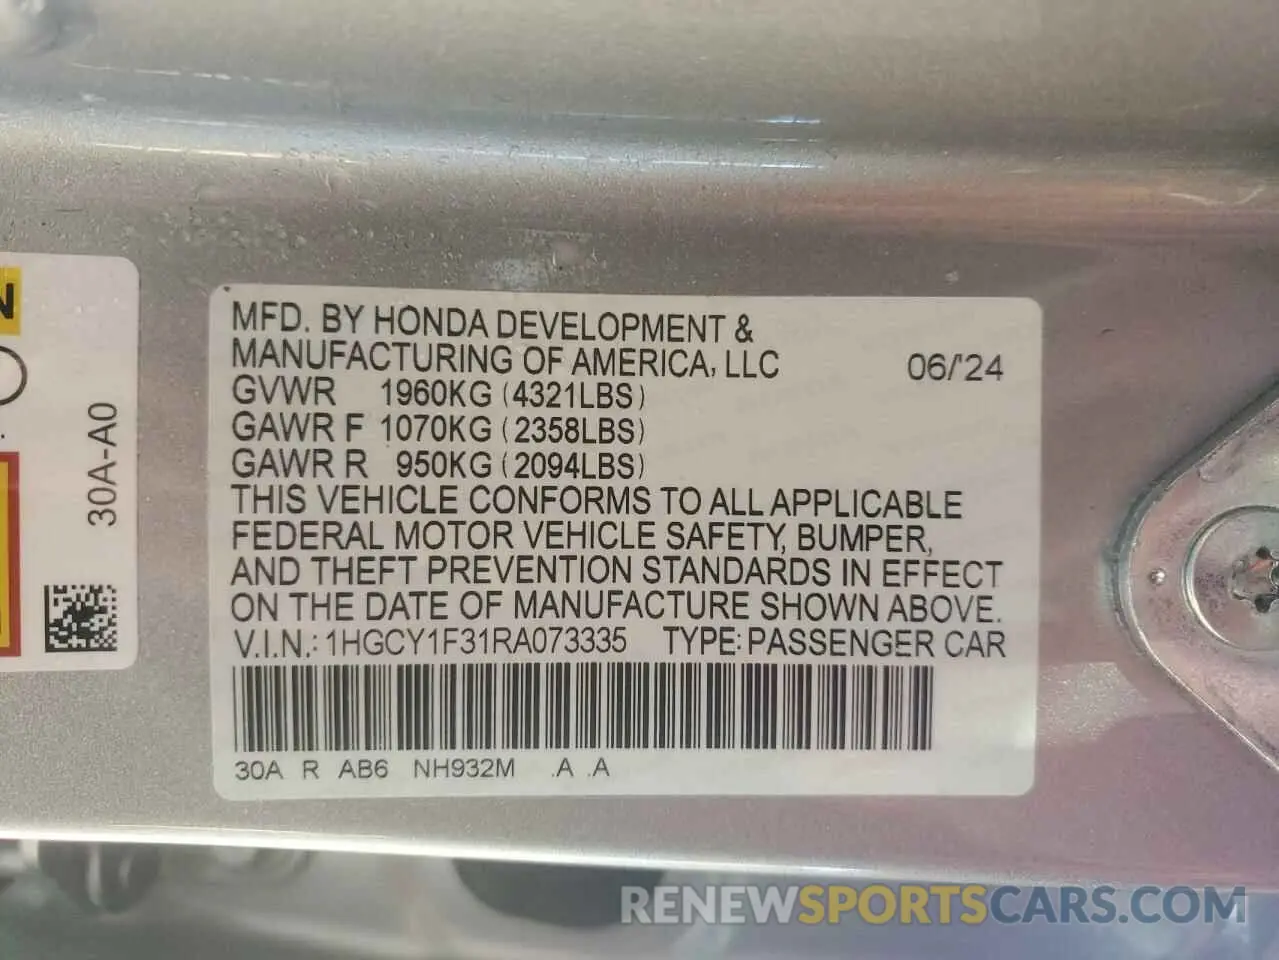 MFD. BY HONDA DEVELOPMENT &
MANUFACTURING OF AMERICA, LLC 06/'24
GVWR 1960KG (4321LBS)
GAWR F 1070KG (2358LBS)
GAWR R 950KG (2094LBS)
THIS VEHICLE CONFORMS TO ALL APPLICABLE
FEDERAL MOTOR VEHICLE SAFETY, BUMPER,
AND THEFT PREVENTION STANDARDS IN EFFECT
ON THE DATE OF MANUFACTURE SHOWN ABOVE.
V.I.N.: 1HGCY1F31RA073335 TYPE: PASSENGER CAR
30A R AB6 NH932M .A .A
30A-A0
N
RENEWSPORTSCARS.COM